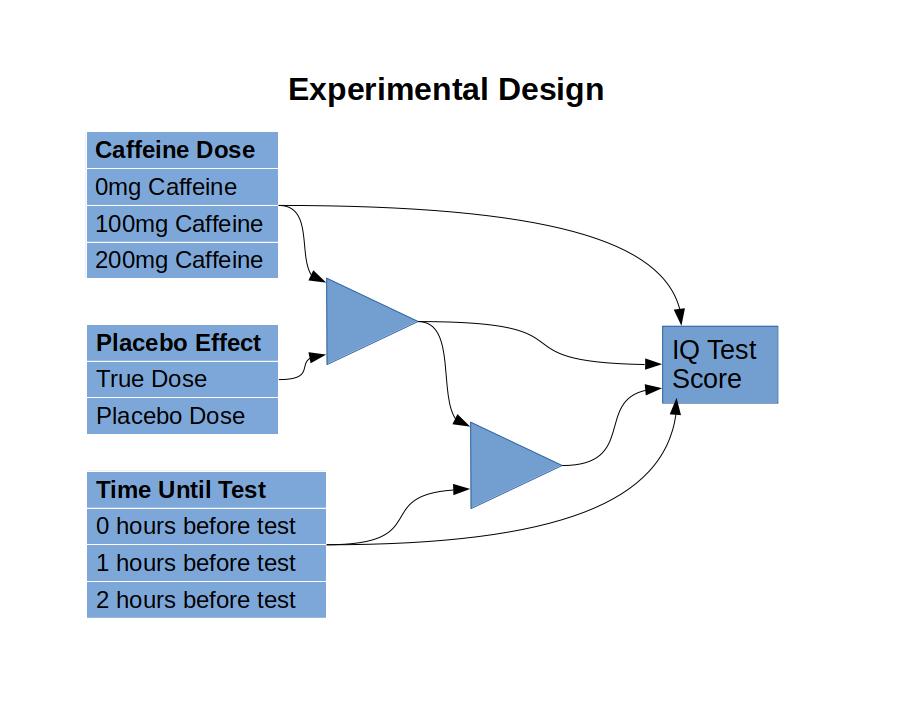 Experimental Design
Caffeine Dose
0mg Caffeine
100mg Caffeine
200mg Caffeine
Placebo Effect
True Dose
Placebo Dose
Time Until Test
0 hours before test
1 hours before test
2 hours before test
IQ Test
Score